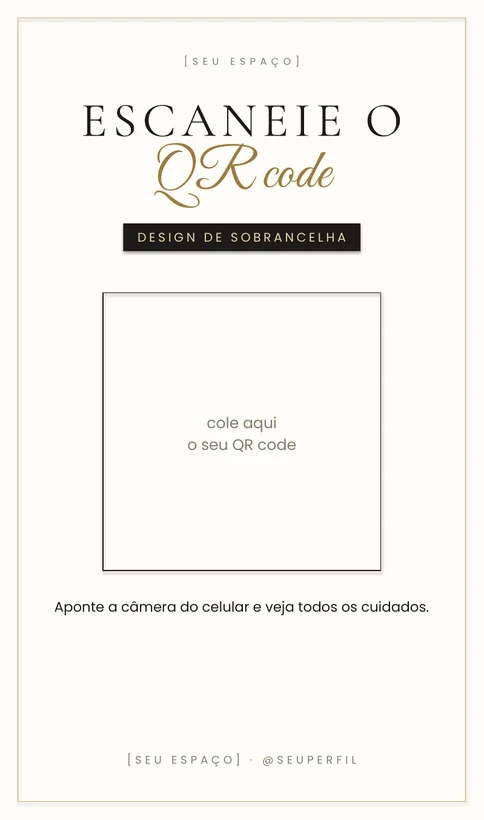 [SEU ESPAÇO]
ESCANEIE O
QR code
DESIGN DE SOBRANCELHA
cole aqui
o seu QR code
Aponte a câmera do celular e veja todos os cuidados.
[SEU ESPAÇO] · @SEUPERFIL